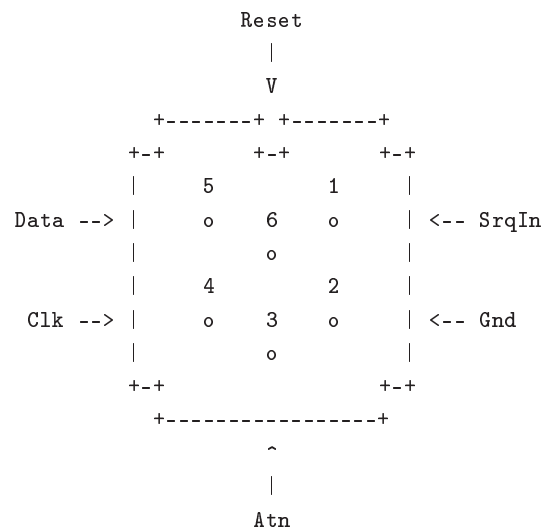 Reset
|
V
+-------+ +-------+
+-+ +-+ +-+
| 5 1 |
Data --> | o 6 o | <-- SrqIn
| o |
| 4 2 |
Clk --> | o 3 o | <-- Gnd
| o |
+-+ +-+
+-----------------+
^
|
Atn